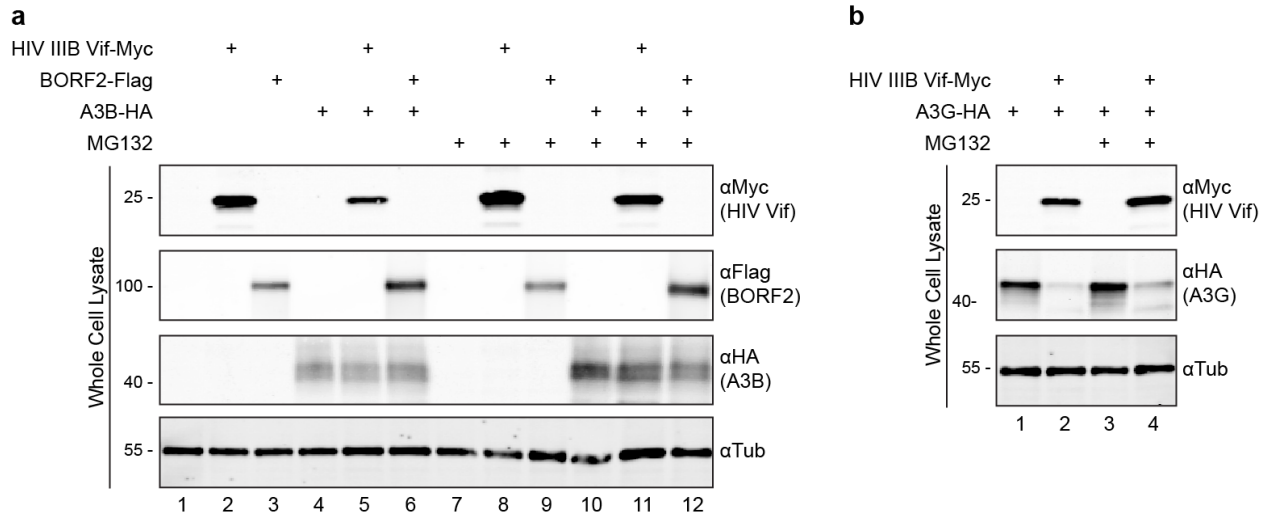 a
HIV IIIB Vif-Myc + + + +
BORF2-Flag + + + +
A3B-HA + + + + + +
MG132 + + + + + +
Whole Cell Lysate
25 - αMyc
(HIV Vif)
100 - αFlag
(BORF2)
αHA
40 - (A3B)
55 - αTub
1 2 3 4 5 6 7 8 9 10 11 12
b
HIV IIIB Vif-Myc + +
A3G-HA + + + +
MG132 + +
Whole Cell Lysate
25 - αMyc
(HIV Vif)
αHA
40- (A3G)
55 - αTub
1 2 3 4